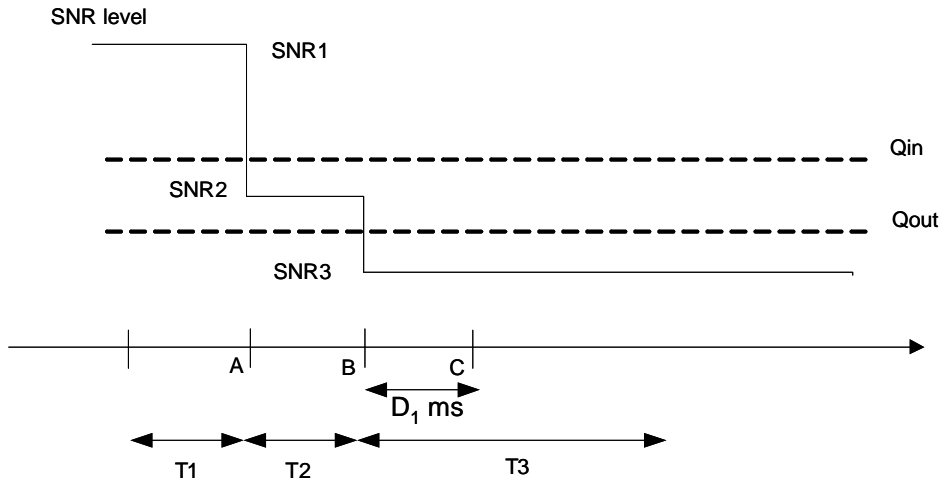 SNR level
SNR1
Qin
SNR2
Qout
SNR3
A
B
C
D₁ ms
T1
T2
T3